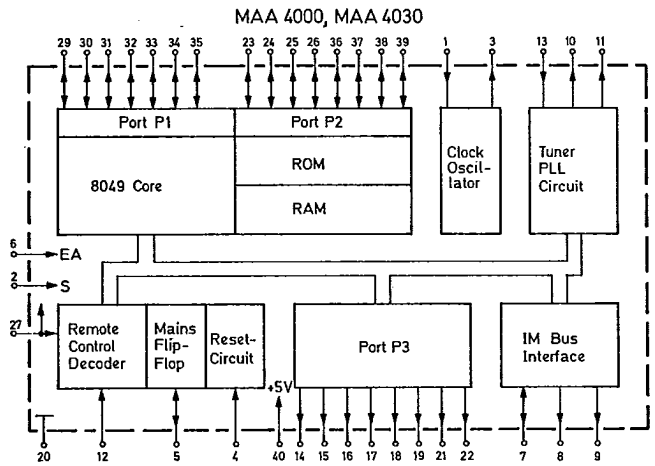 MAA 4000, MAA 4030
29 30 31 32 33 34 35 23 24 25 26 36 37 38 39 1 3 13 10 11
Port P1
Port P2
8049 Core
ROM
RAM
Clock
Oscil-
lator
Tuner
PLL
Circuit
6
EA
2
S
27
Remote
Control
Decoder
Mains
Flip-
Flop
Reset-
Circuit
+5V
Port P3
IM Bus
Interface
20 12 5 4 40 14 15 16 17 18 19 21 22 7 8 9